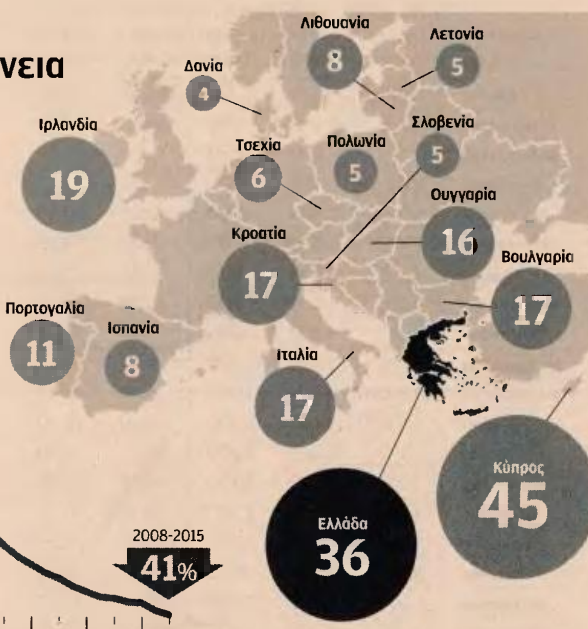 νεια
Λιθουανία
8
Λετονία
5
Δανία
4
Ιρλανδία
19
Τσεχία
6
Πολωνία
5
Σλοβενία
5
Ουγγαρία
16
Κροατία
17
Βουλγαρία
17
Πορτογαλία
11
Ισπανία
8
Ιταλία
17
Κύπρος
45
Ελλάδα
36
2008-2015
41%